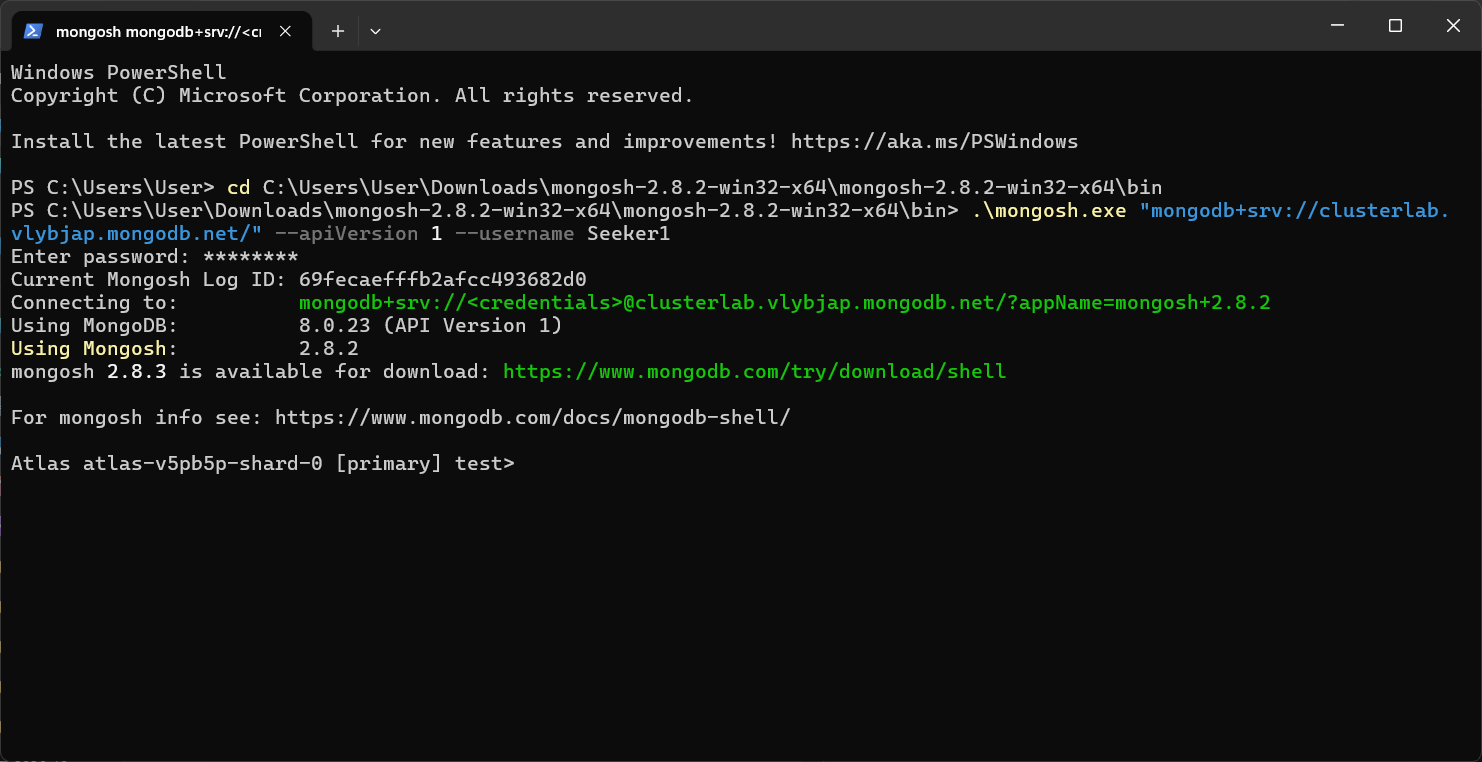 mongosh mongodb+srv://<cr
Windows PowerShell
Copyright (C) Microsoft Corporation. All rights reserved.
Install the latest PowerShell for new features and improvements! https://aka.ms/PSWindows
PS C:\Users\User> cd C:\Users\User\Downloads\mongosh-2.8.2-win32-x64\mongosh-2.8.2-win32-x64\bin
PS C:\Users\User\Downloads\mongosh-2.8.2-win32-x64\mongosh-2.8.2-win32-x64\bin> .\mongosh.exe "mongodb+srv://clusterlab.
vlybjap.mongodb.net/" --apiVersion 1 --username Seeker1
Enter password: ********
Current Mongosh Log ID: 69fecaefffb2afcc493682d0
Connecting to:          mongodb+srv://<credentials>@clusterlab.vlybjap.mongodb.net/?appName=mongosh+2.8.2
Using MongoDB:          8.0.23 (API Version 1)
Using Mongosh:          2.8.2
mongosh 2.8.3 is available for download: https://www.mongodb.com/try/download/shell
For mongosh info see: https://www.mongodb.com/docs/mongodb-shell/
Atlas atlas-v5pb5p-shard-0 [primary] test>